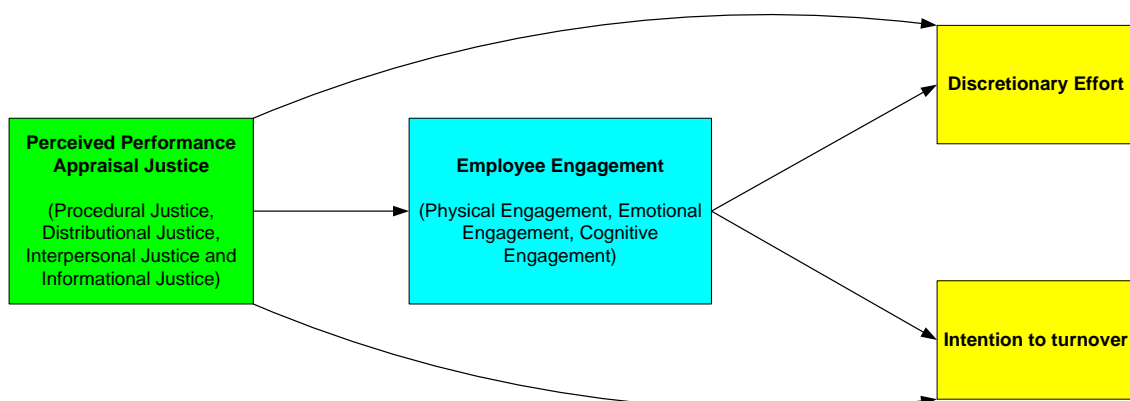 Discretionary Effort
Perceived Performance
Appraisal Justice
(Procedural Justice,
Distributional Justice,
Interpersonal Justice and
Informational Justice)
Employee Engagement
(Physical Engagement, Emotional
Engagement, Cognitive
Engagement)
Intention to turnover